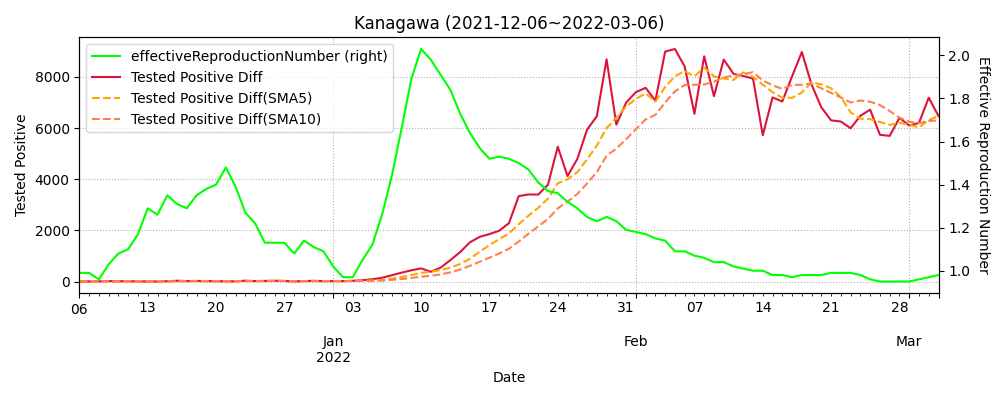 Kanagawa (2021-12-06~2022-03-06)
effectiveReproductionNumber (right)
Tested Positive Diff
Tested Positive Diff(SMA5)
Tested Positive Diff(SMA10)
Tested Positive
8000
6000
4000
2000
0
Effective Reproduction Number
2.0
1.8
1.6
1.4
1.2
1.0
06 13 20 27 03 10 17 24 31 07 14 21 28
Jan Feb Mar
2022
Date